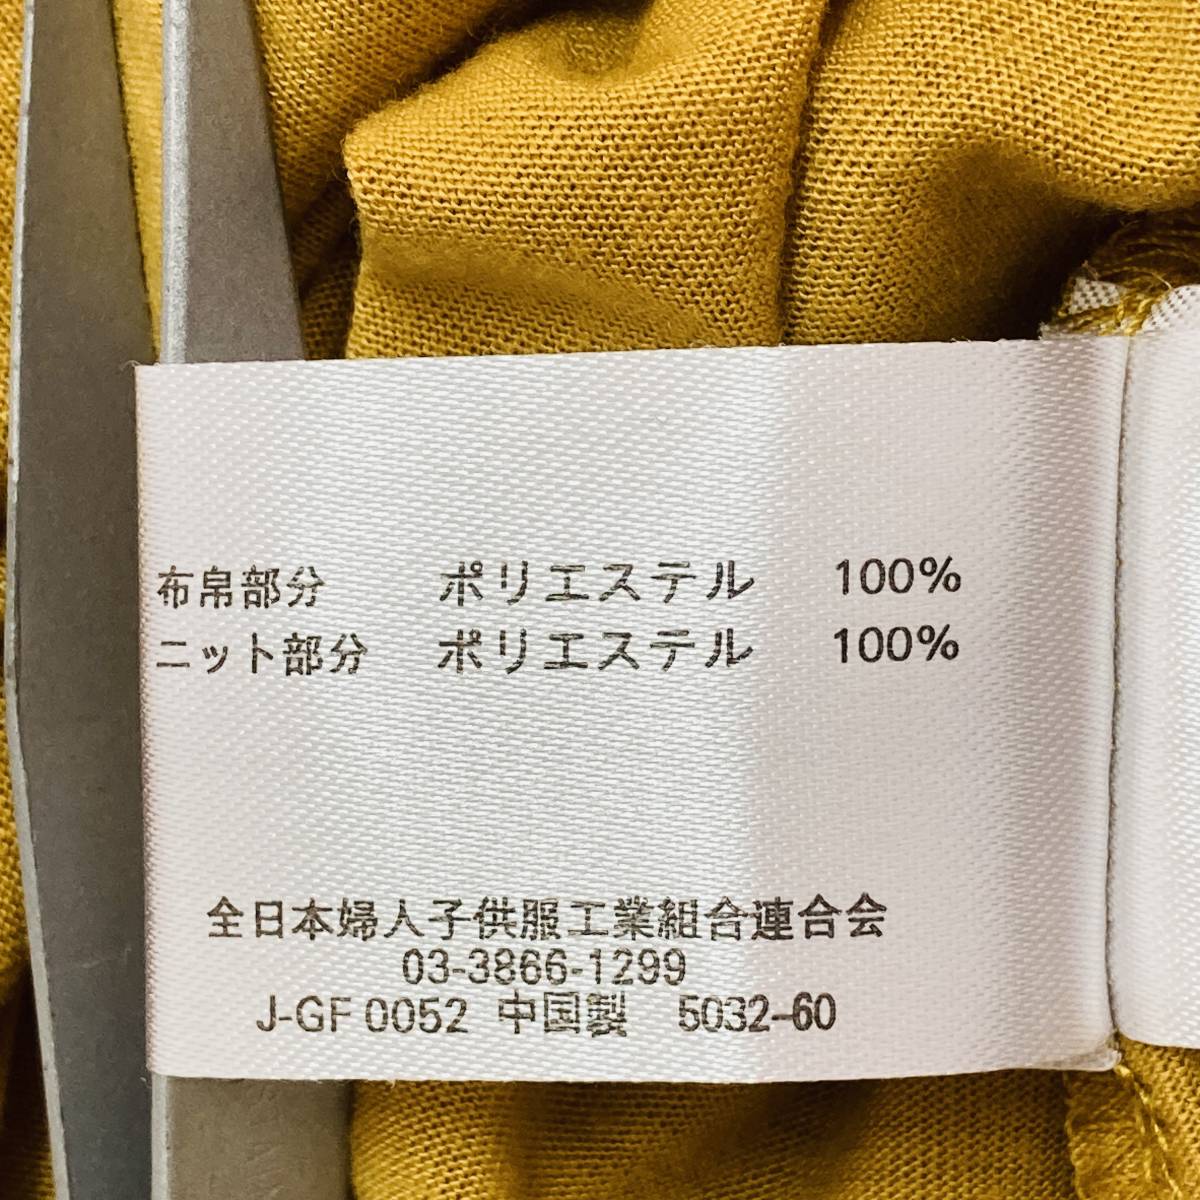 布帛部分 ポリエステル 100%
ニット部分 ポリエステル 100%
全日本婦人子供服工業組合連合会
03-3866-1299
J-GF 0052 中国製 5032-60